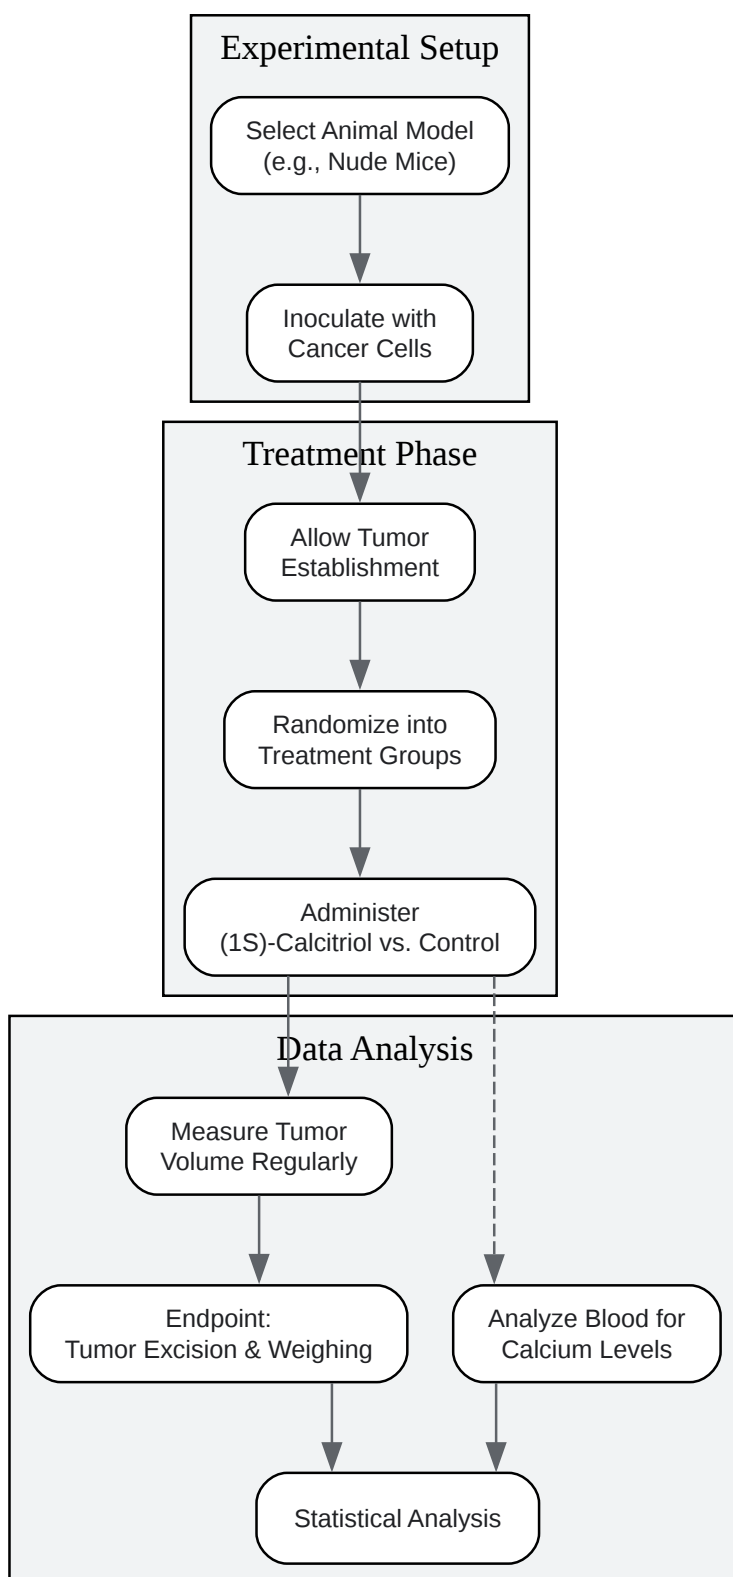 Experimental Setup
Select Animal Model
(e.g., Nude Mice)
Inoculate with
Cancer Cells
Treatment Phase
Allow Tumor
Establishment
Randomize into
Treatment Groups
Administer
(1S)-Calcitriol vs. Control
Data Analysis
Measure Tumor
Volume Regularly
Endpoint:
Tumor Excision & Weighing
Analyze Blood for
Calcium Levels
Statistical Analysis